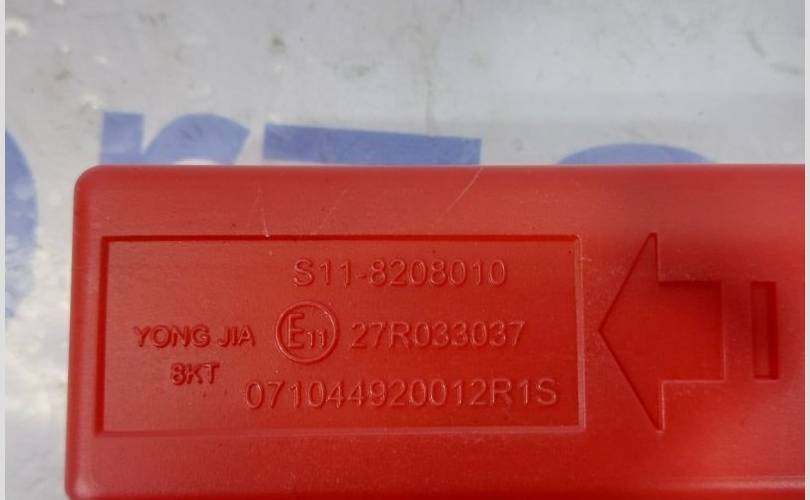 S11-8208010
YONG JIA E11 27R033037
8KT
071044920012R1S